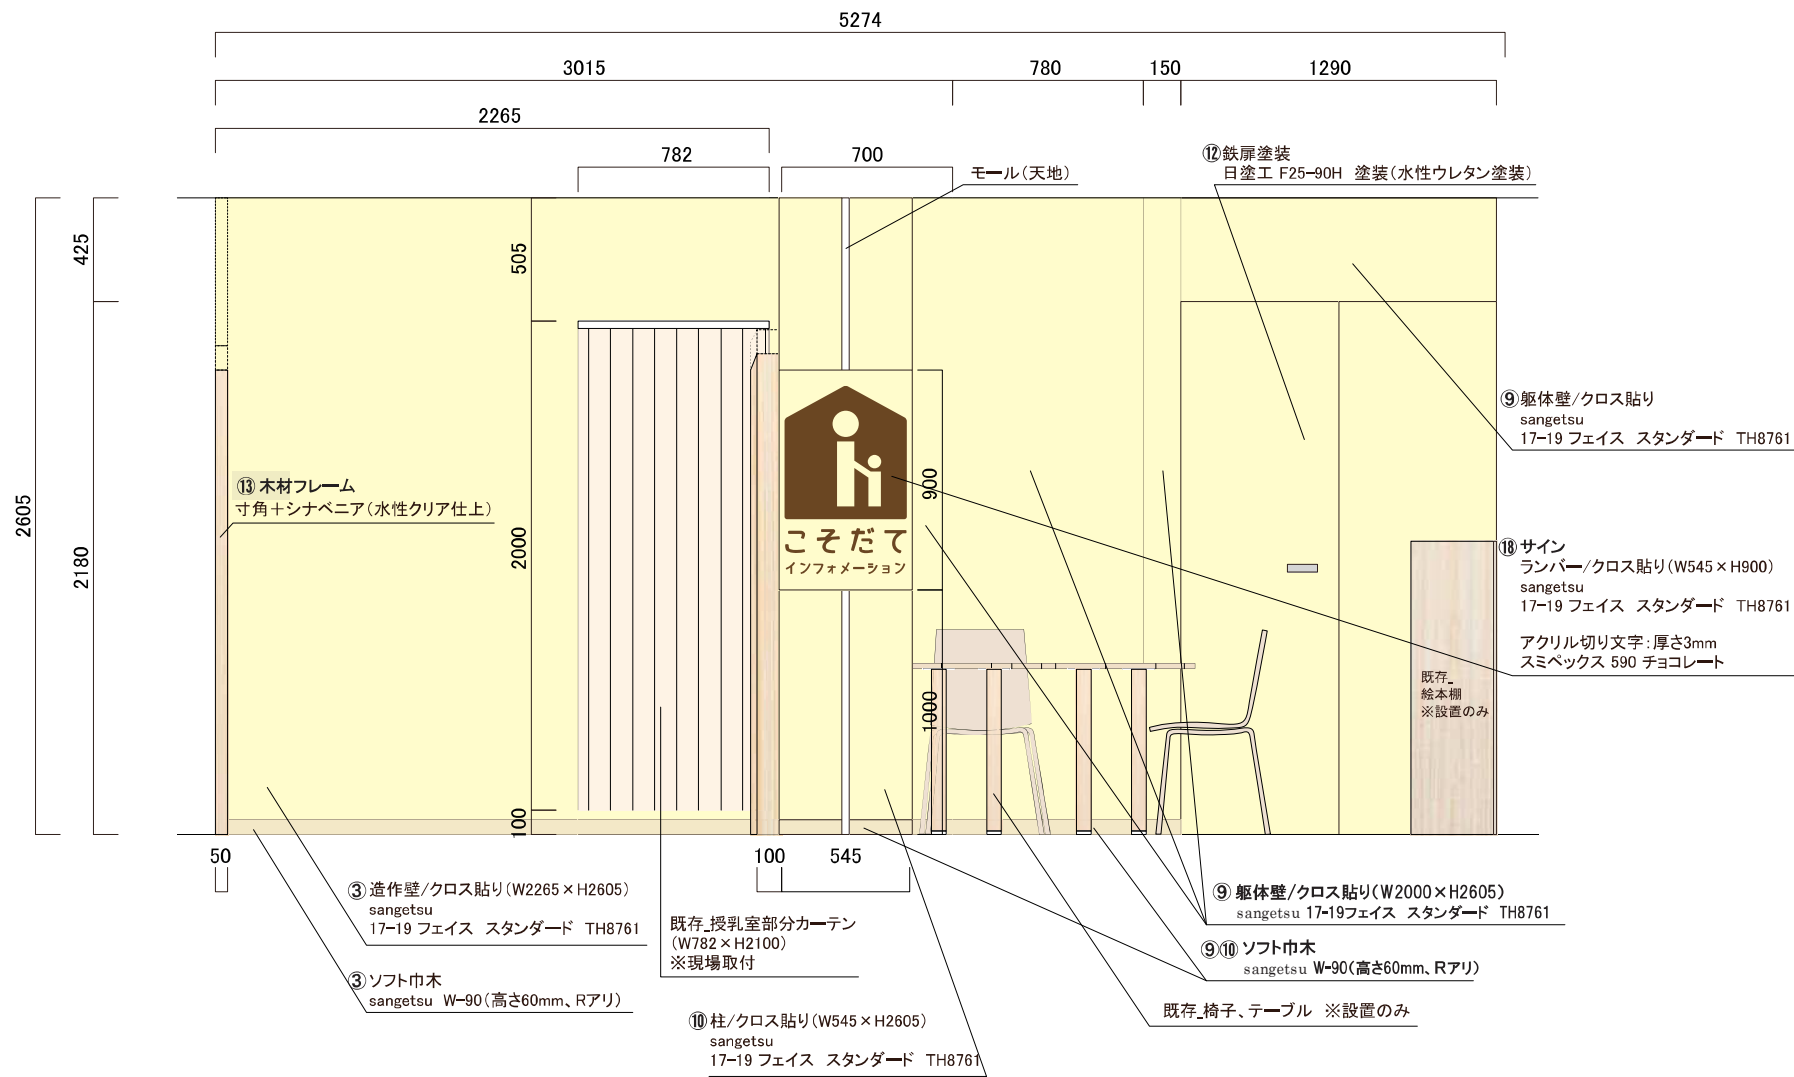 5274
3015
780
150
1290
2265
782
700
モール（天地）
⑫鉄扉塗装
日塗工 F25-90H 塗装（水性ウレタン塗装）
425
505
2605
2180
2000
900
1000
100
⑬木材フレーム
寸角＋シナベニア（水性クリア仕上）
こそだて
インフォメーション
⑨躯体壁/クロス貼り
sangetsu
17-19 フェイス スタンダード TH8761
⑱サイン
ランバー/クロス貼り（W545×H900）
sangetsu
17-19 フェイス スタンダード TH8761
アクリル切り文字：厚さ3mm
スミペックス 590 チョコレート
既存_
絵本棚
※設置のみ
50
100
545
③造作壁/クロス貼り（W2265×H2605）
sangetsu
17-19 フェイス スタンダード TH8761
③ソフト巾木
sangetsu W-90（高さ60mm、Rアリ）
既存_授乳室部分カーテン
（W782×H2100）
※現場取付
⑩柱/クロス貼り（W545×H2605）
sangetsu
17-19 フェイス スタンダード TH8761
⑨躯体壁/クロス貼り（W2000×H2605）
sangetsu 17-19フェイス スタンダード TH8761
⑨⑩ソフト巾木
sangetsu W-90（高さ60mm、Rアリ）
既存_椅子、テーブル ※設置のみ